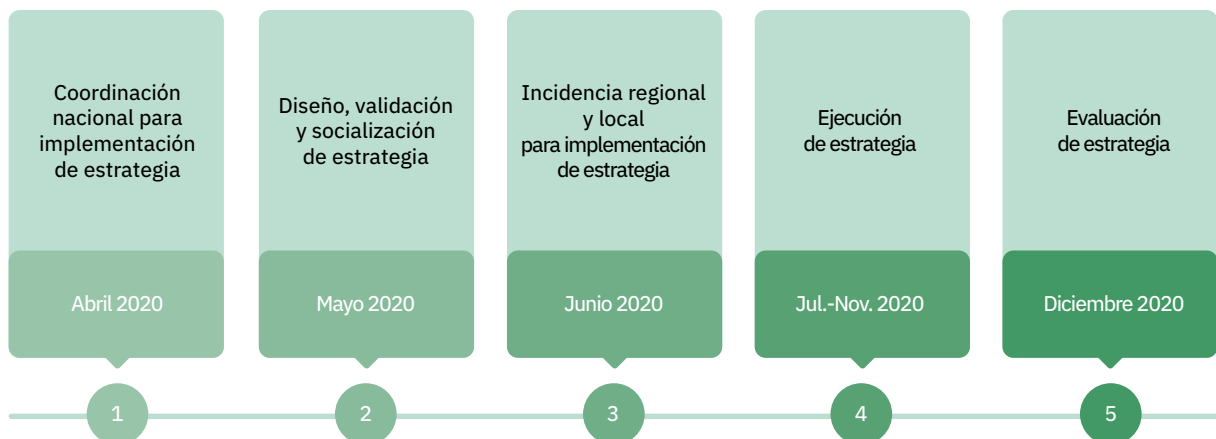 Coordinación
nacional para
implementación
de estrategia
Abril 2020
1
Diseño, validación
y socialización
de estrategia
Mayo 2020
2
Incidencia regional
y local
para implementación
de estrategia
Junio 2020
3
Ejecución
de estrategia
Jul.-Nov. 2020
4
Evaluación
de estrategia
Diciembre 2020
5